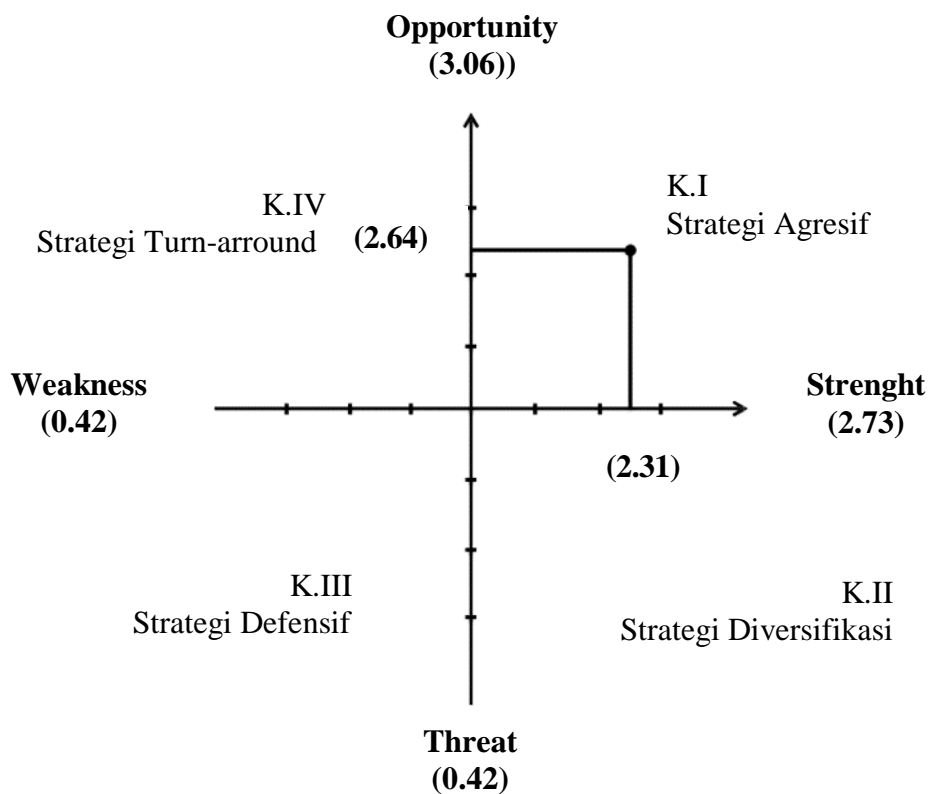 Opportunity
(3.06))
K.IV
Strategi Turn-arround
(2.64)
K.I
Strategi Agresif
Weakness
(0.42)
Strenght
(2.73)
(2.31)
K.III
Strategi Defensif
K.II
Strategi Diversifikasi
Threat
(0.42)